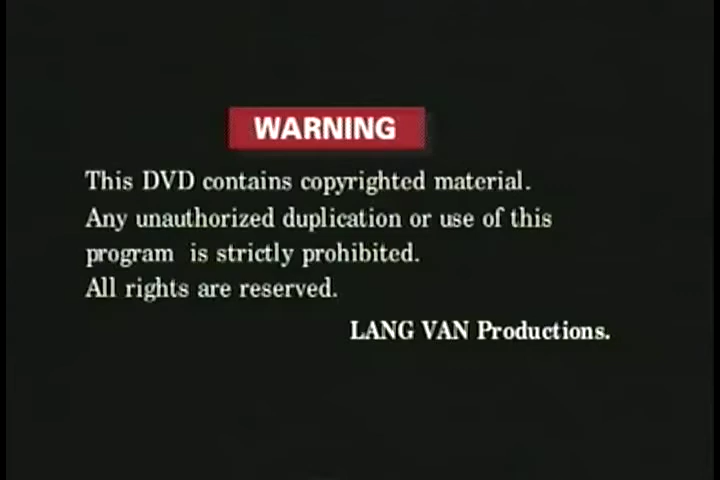 WARNING
This DVD contains copyrighted material.
Any unauthorized duplication or use of this
program is strictly prohibited.
All rights are reserved.
LANG VAN Productions.